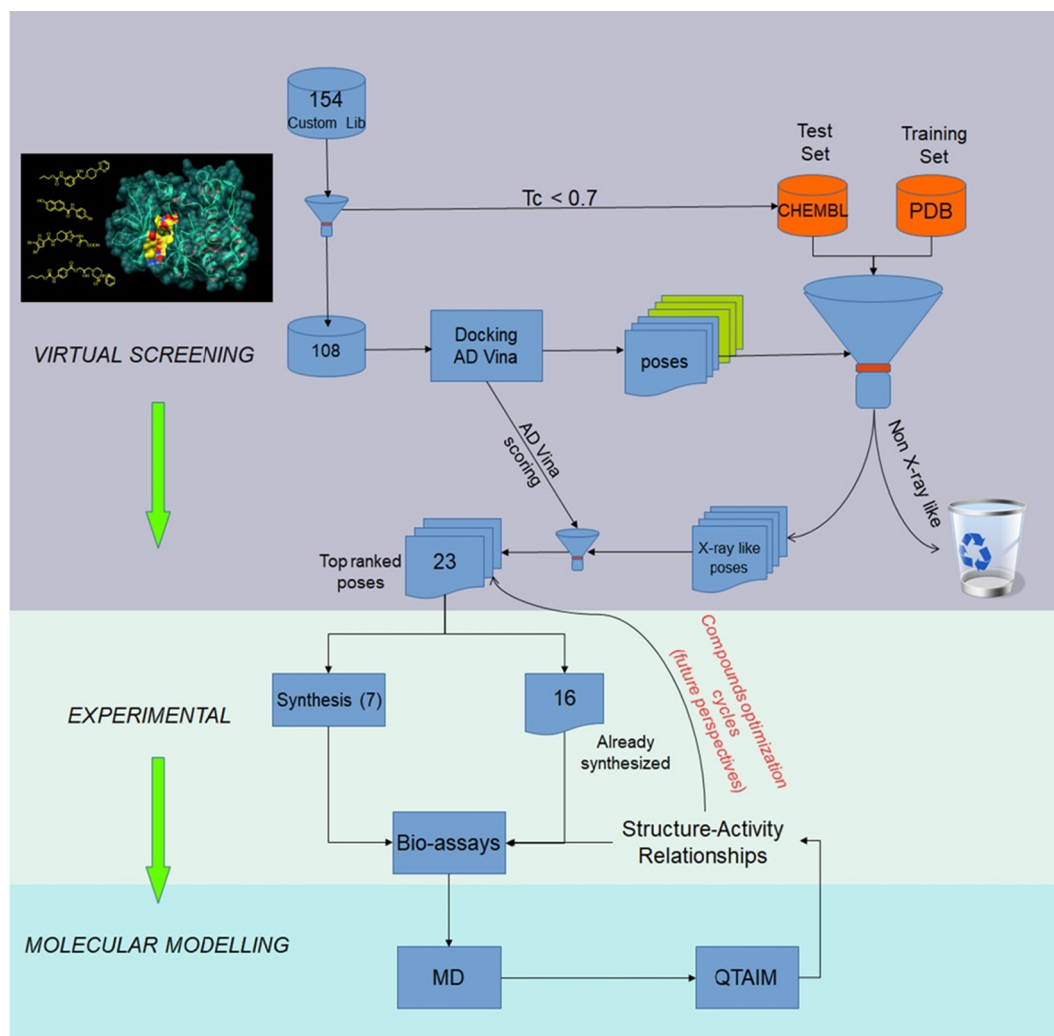 154
Custom Lib
Test
Set
Training
Set
Tc < 0.7
CHEMBL
PDB
VIRTUAL SCREENING
108
Docking
AD Vina
poses
AD Vina
scoring
Non X-ray like
Top ranked
poses
23
X-ray like
poses
EXPERIMENTAL
Synthesis (7)
16
Already
synthesized
Compounds optimization
cycles
(future perspectives)
Bio-assays
Structure-Activity
Relationships
MOLECULAR MODELLING
MD
QTAIM